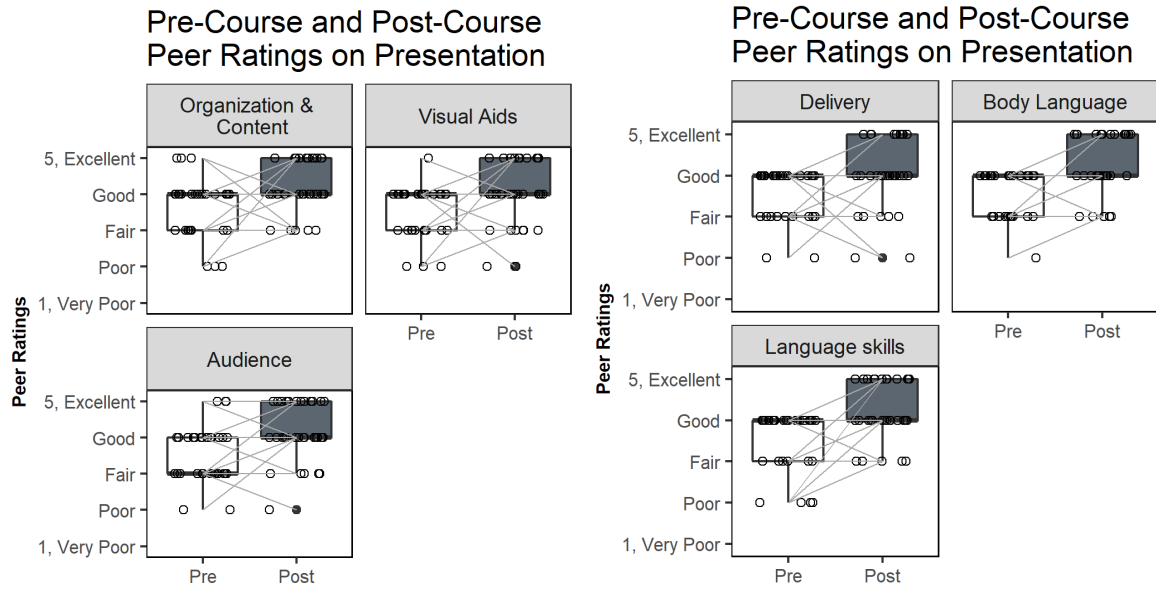 Pre-Course and Post-Course
Peer Ratings on Presentation
Organization &
Content
Visual Aids
5, Excellent
Good
Fair
Poor
1, Very Poor
Pre
Post
Audience
5, Excellent
Good
Fair
Poor
1, Very Poor
Pre
Post
Peer Ratings
Pre-Course and Post-Course
Peer Ratings on Presentation
Delivery
Body Language
5, Excellent
Good
Fair
Poor
1, Very Poor
Pre
Post
Language skills
5, Excellent
Good
Fair
Poor
1, Very Poor
Pre
Post
Peer Ratings